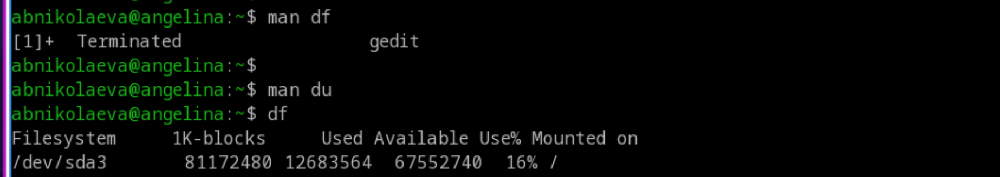 abnikolaeva@angelina:~$ man df
[1]+  Terminated                 gedit
abnikolaeva@angelina:~$
abnikolaeva@angelina:~$ man du
abnikolaeva@angelina:~$ df
Filesystem     1K-blocks     Used Available Use% Mounted on
/dev/sda3       81172480 12683564  67552740  16% /